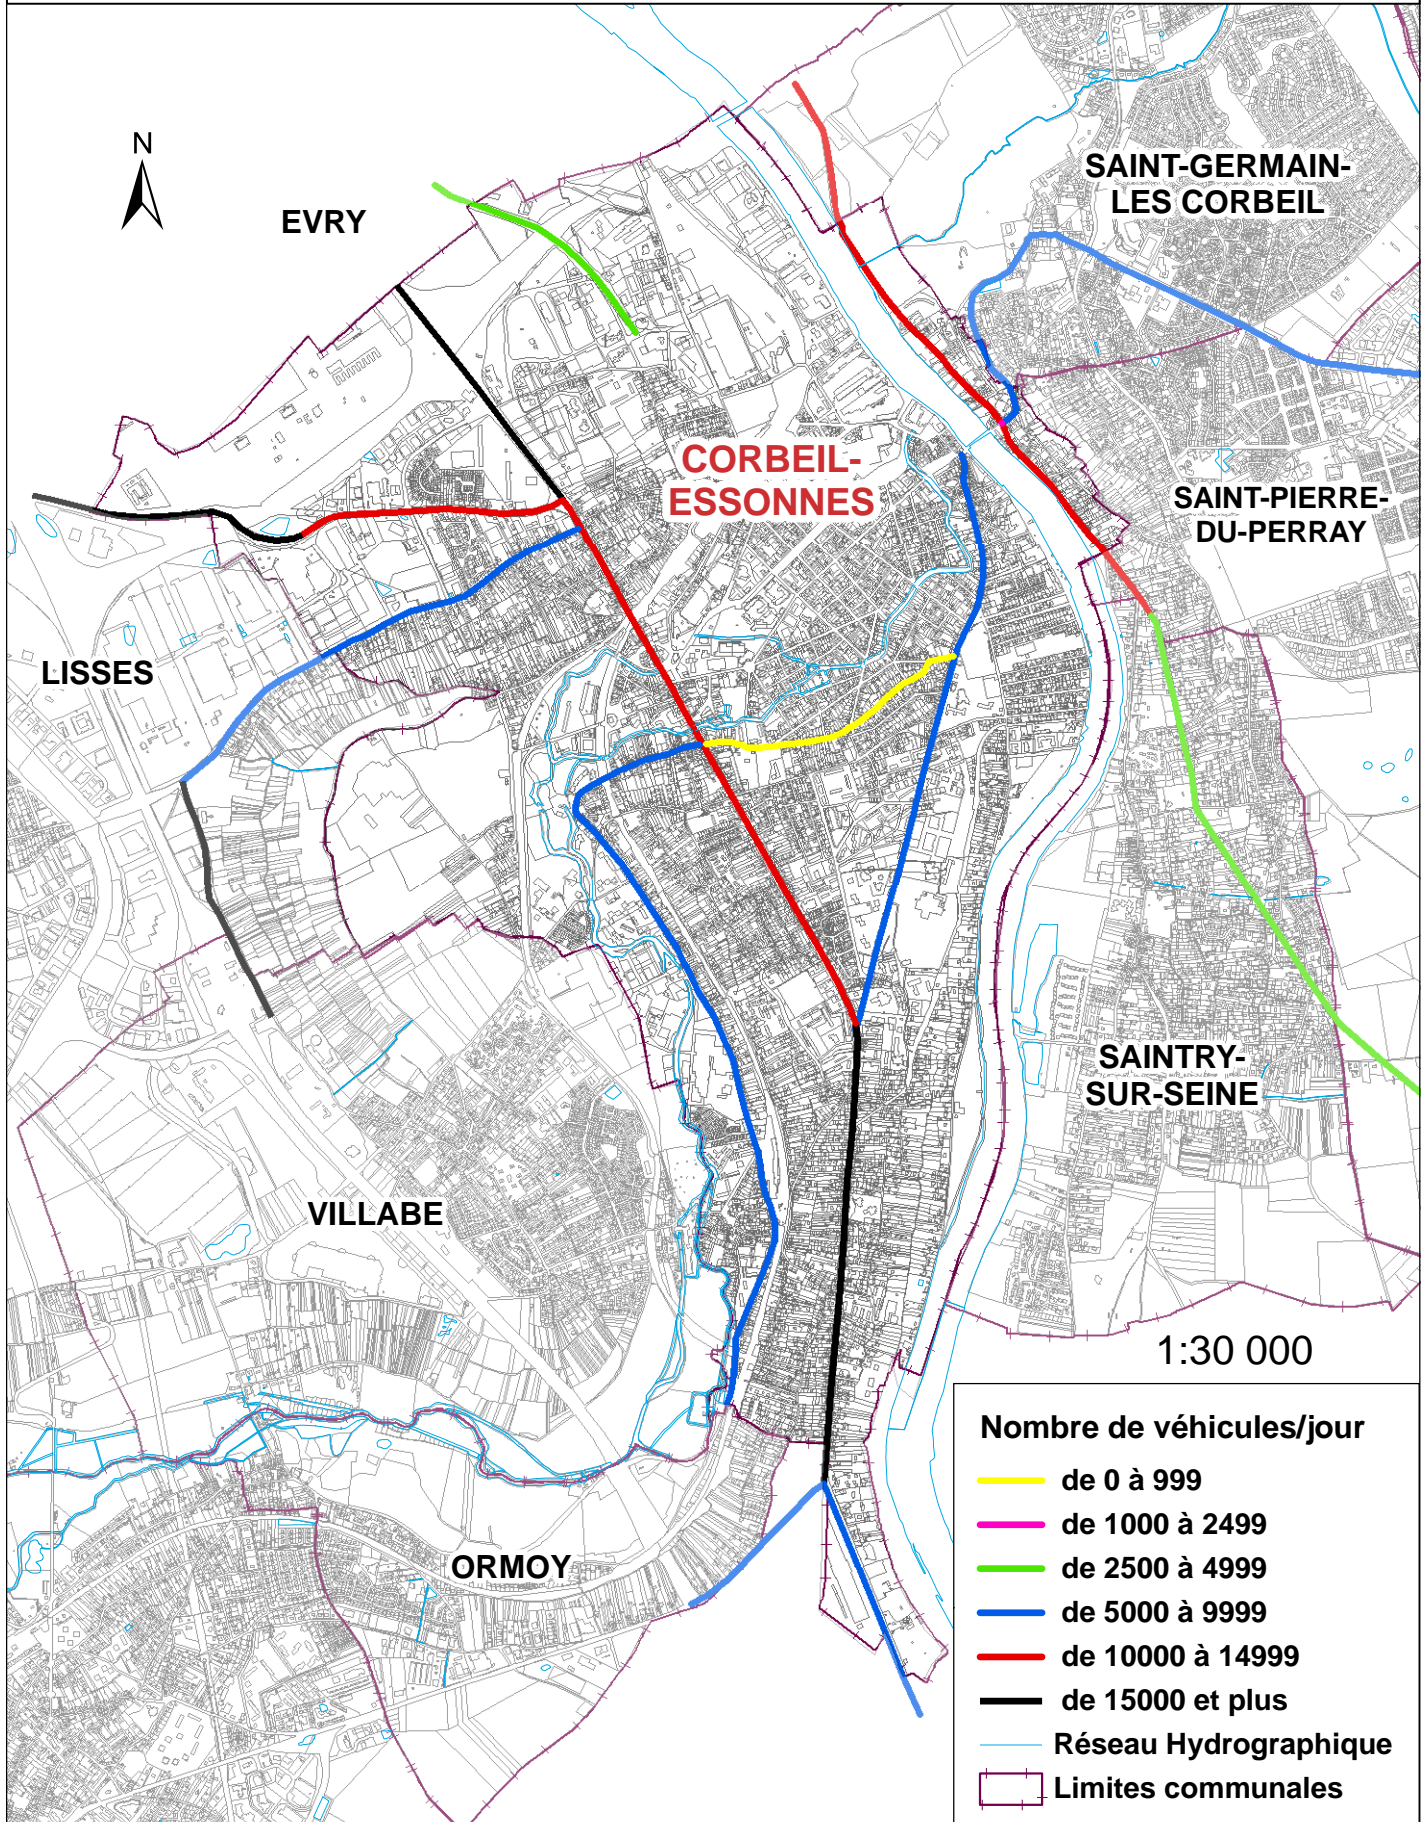 N
EVRY
SAINT-GERMAIN-
LES CORBEIL
CORBEIL-
ESSONNES
SAINT-PIERRE-
DU-PERRAY
LISSES
SAINTRY-
SUR-SEINE
VILLABE
1:30 000
ORMOY
Nombre de véhicules/jour
de 0 à 999
de 1000 à 2499
de 2500 à 4999
de 5000 à 9999
de 10000 à 14999
de 15000 et plus
Réseau Hydrographique
Limites communales